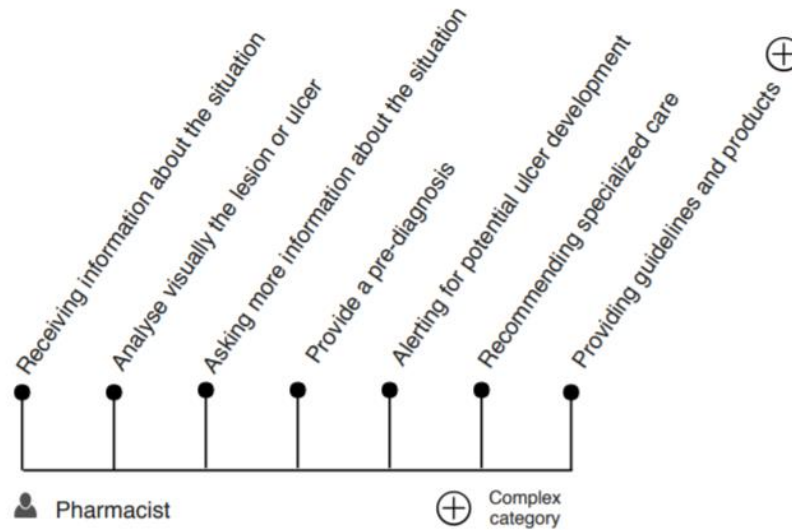 Receiving information about the situation
Analyse visually the lesion or ulcer
Asking more information about the situation
Provide a pre-diagnosis
Alerting for potential ulcer development
Recommending specialized care
Providing guidelines and products
Pharmacist
Complex
category